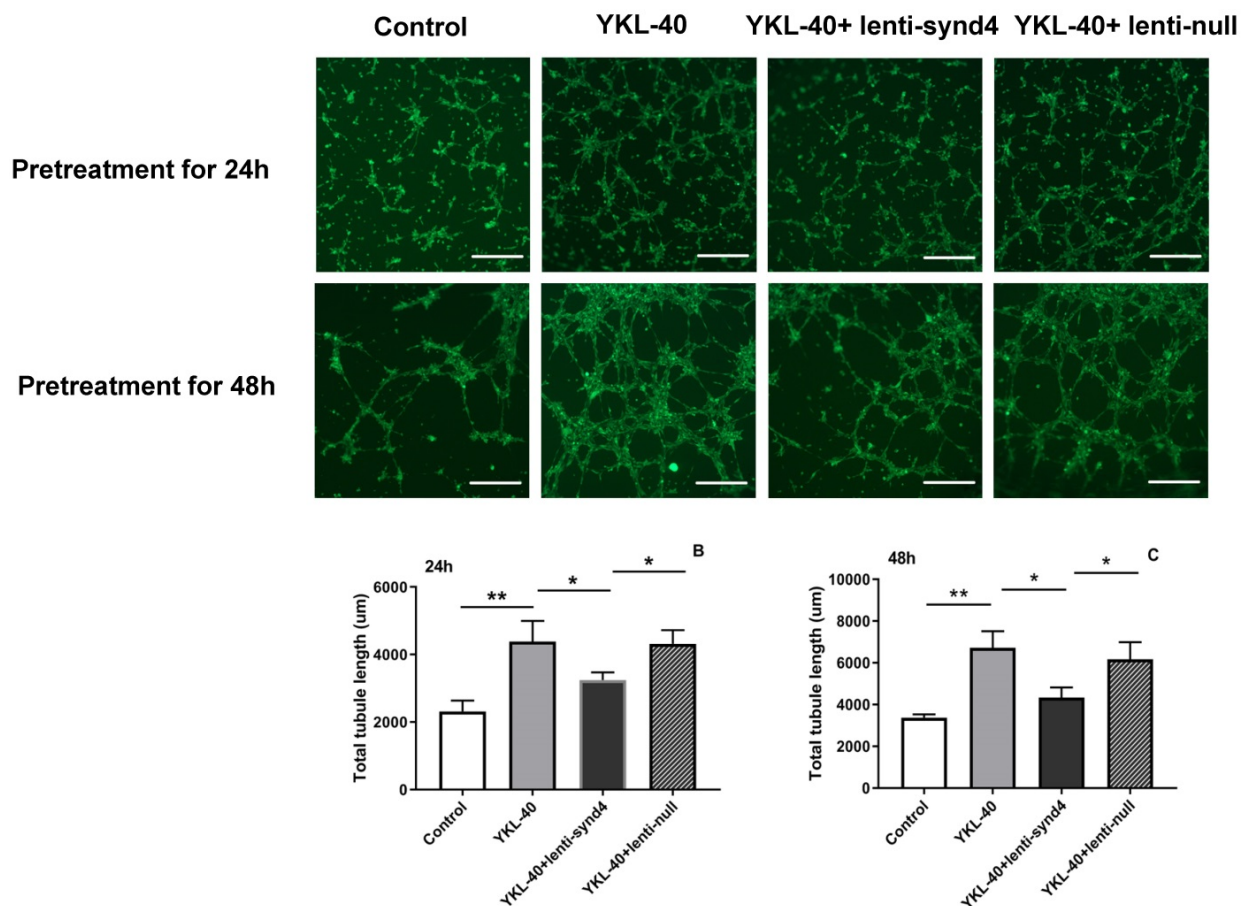 Control YKL-40 YKL-40+ lenti-synd4 YKL-40+ lenti-null
Pretreatment for 24h
Pretreatment for 48h
24h
B
Total tubule length (um)
6000
4000
2000
0
**
*
*
Control
YKL-40
YKL-40+lenti-synd4
YKL-40+lenti-null
48h
C
Total tubule length (um)
10000
8000
6000
4000
2000
0
**
*
*
Control
YKL-40
YKL-40+lenti-synd4
YKL-40+lenti-null